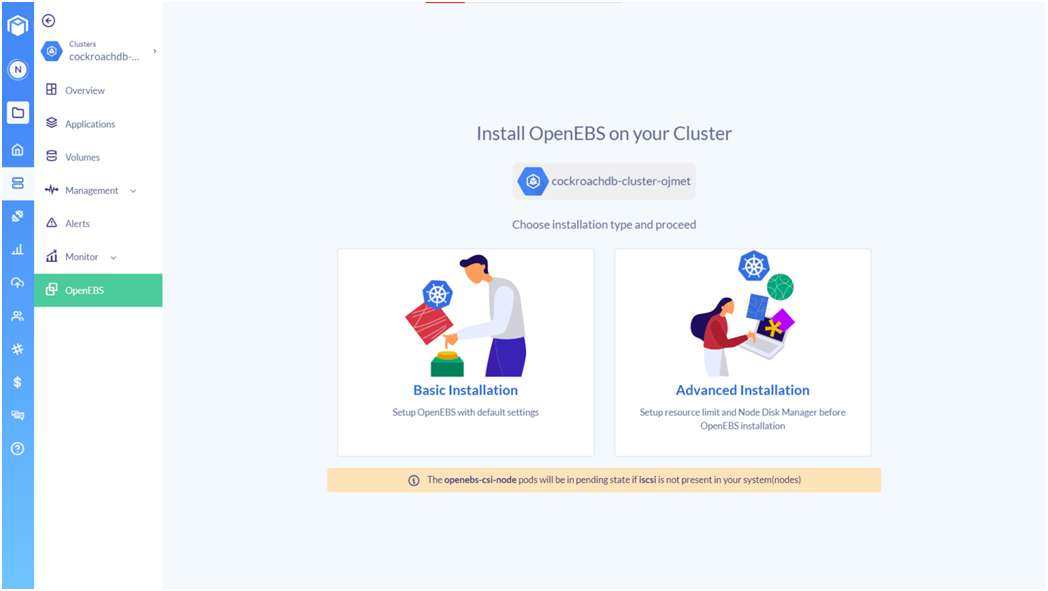 Clusters
cockroachdb-...
N
Overview
Applications
Volumes
Management
Alerts
Monitor
OpenEBS
Install OpenEBS on your Cluster
cockroachdb-cluster-ojmet
Choose installation type and proceed
Basic Installation
Setup OpenEBS with default settings
Advanced Installation
Setup resource limit and Node Disk Manager before
OpenEBS installation
The openebs-csi-node pods will be in pending state if iscsi is not present in your system(nodes)